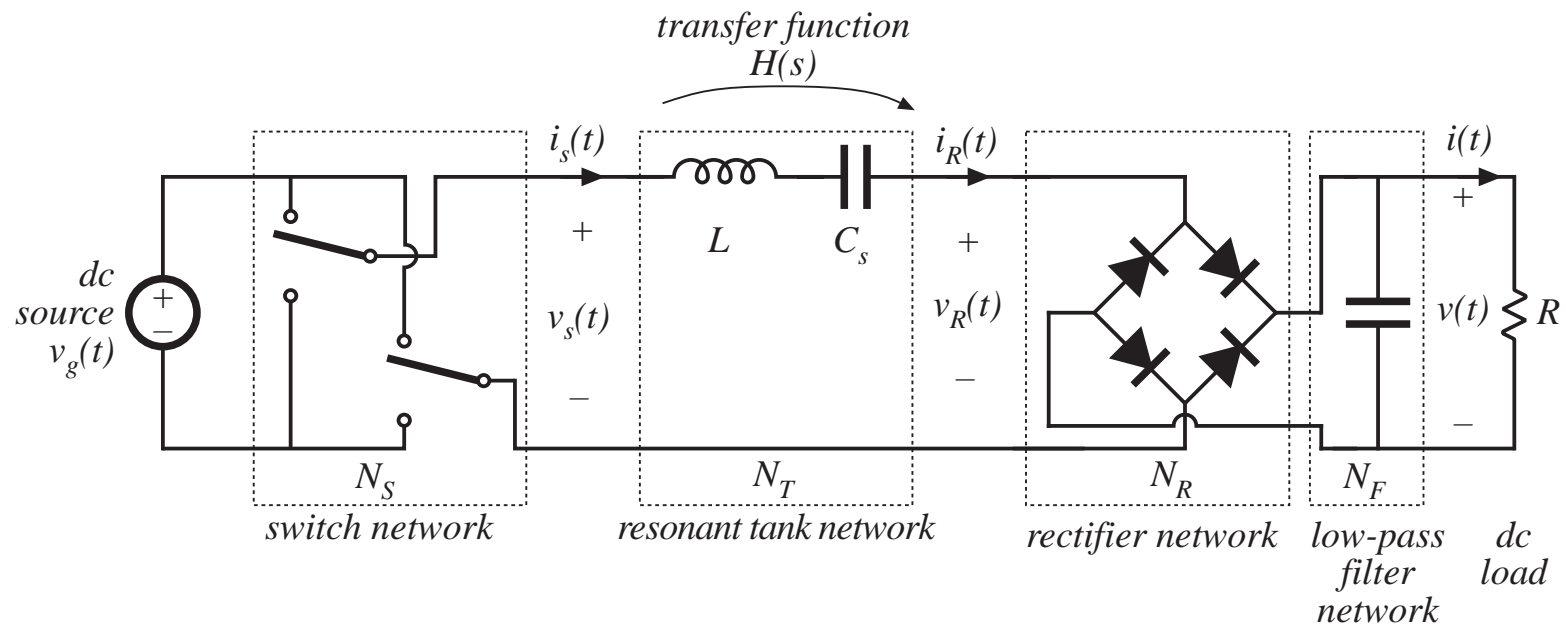 transfer function
H(s)
i_s(t)
i_R(t)
i(t)
+
+
+
L
C_s
dc
source
v_g(t)
+
–
v_s(t)
v_R(t)
v(t)
R
–
–
–
N_S
N_T
N_R
N_F
switch network
resonant tank network
rectifier network
low-pass
filter
network
dc
load